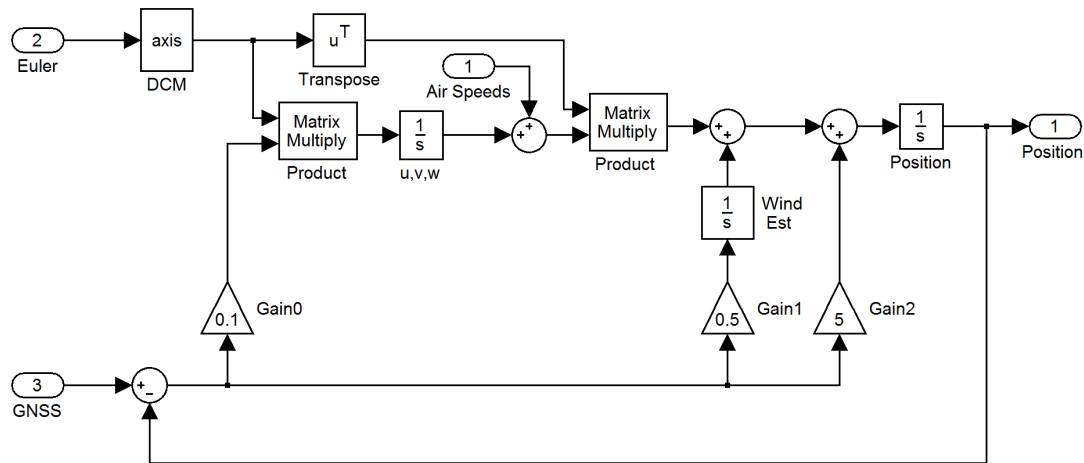 2
Euler
axis
DCM
u^T
Transpose
1
Air Speeds
Matrix
Multiply
Product
1
s
u,v,w
+
+
Matrix
Multiply
Product
+
+
+
+
1
s
Position
1
Position
1
s
Wind
Est
0.1
Gain0
0.5
Gain1
5
Gain2
3
GNSS
+
−